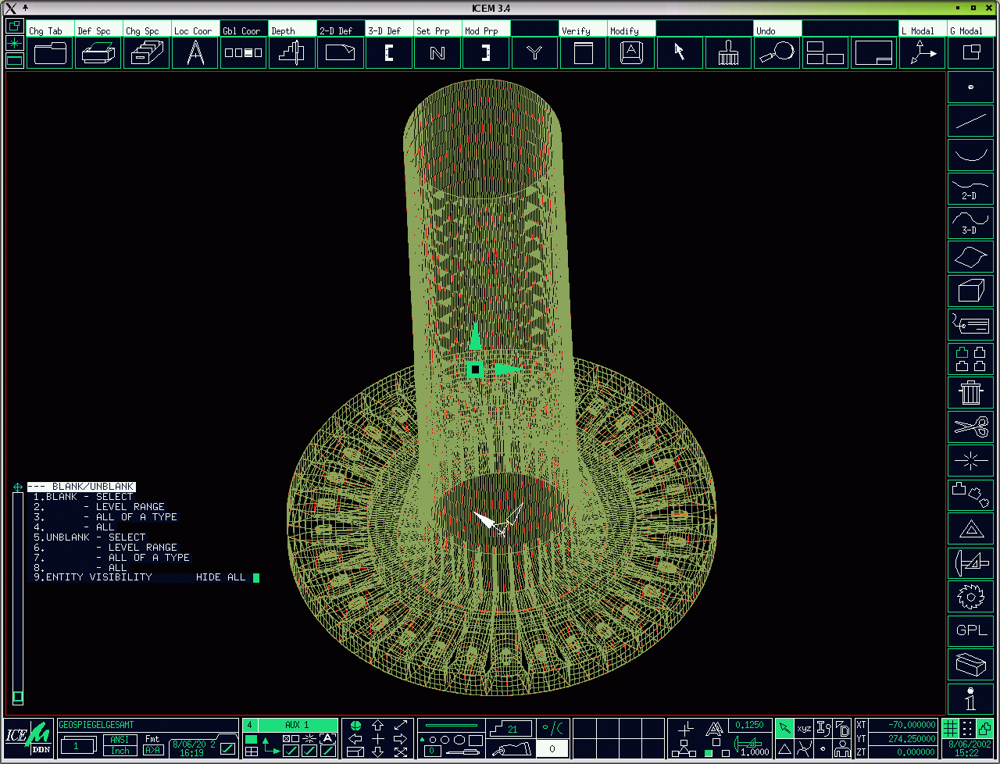 ICEM 3.4
Chg Tab Def Spc Chg Spc Loc Coor Gbl Coor Depth 2-D Def 3-D Def Set Prp Mod Prp Verify Modify Undo L Modal G Modal
A N Y A
2-D
3-D
--- BLANK/UNBLANK
1.BLANK - SELECT
2. - LEVEL RANGE
3. - ALL OF A TYPE
4. - ALL
5.UNBLANK - SELECT
6. - LEVEL RANGE
7. - ALL OF A TYPE
8. - ALL
9.ENTITY VISIBILITY HIDE ALL
GPL
i
ICEM DDN
GEOSPIEGELGESAMT
1 ANSI Inch Fmt A>A 8/06/20 2 16:19
4 AUX 1
A
0 21 °/( 0
xyz
0.1250
1.0000
XT -70.000000
YT 274.250000
ZT 0.000000
8/06/2002
15:22